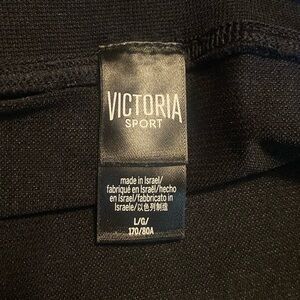 VICTORIA
SPORT
made in Israel/
fabriqué en Israël/hecho
en Israel/fabbricato in
Israele/以色列制造
L/G/
170/80A